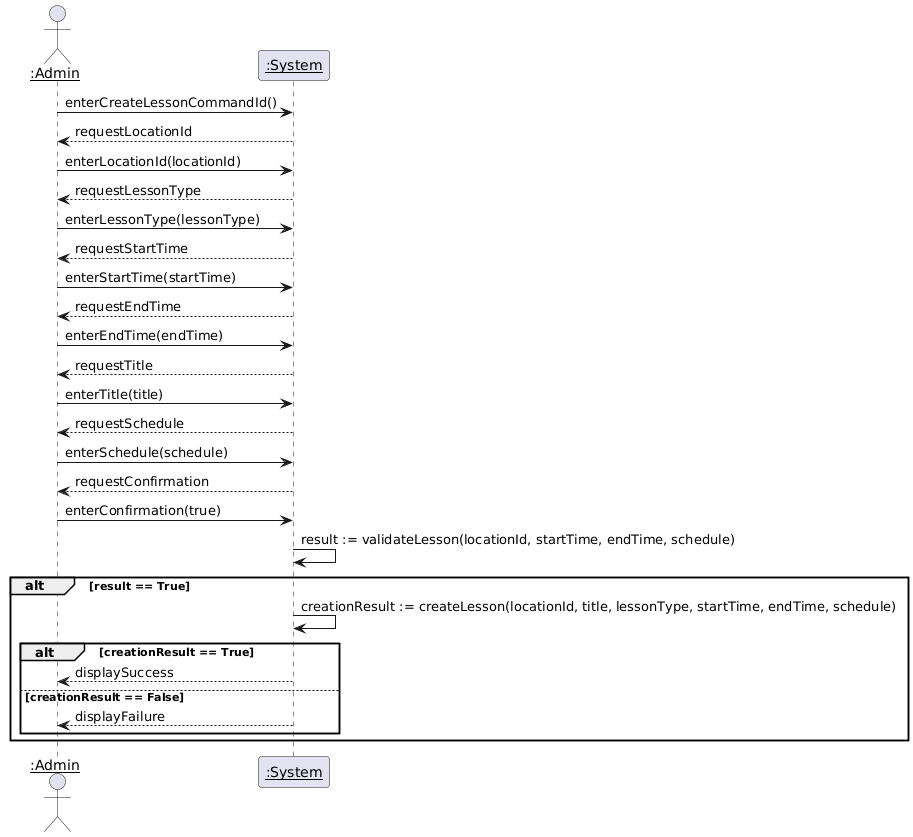 :Admin
:System
enterCreateLessonCommandId()
requestLocationId
enterLocationId(locationId)
requestLessonType
enterLessonType(lessonType)
requestStartTime
enterStartTime(startTime)
requestEndTime
enterEndTime(endTime)
requestTitle
enterTitle(title)
requestSchedule
enterSchedule(schedule)
requestConfirmation
enterConfirmation(true)
result := validateLesson(locationId, startTime, endTime, schedule)
alt [result == True]
creationResult := createLesson(locationId, title, lessonType, startTime, endTime, schedule)
alt [creationResult == True]
displaySuccess
[creationResult == False]
displayFailure
:Admin
:System